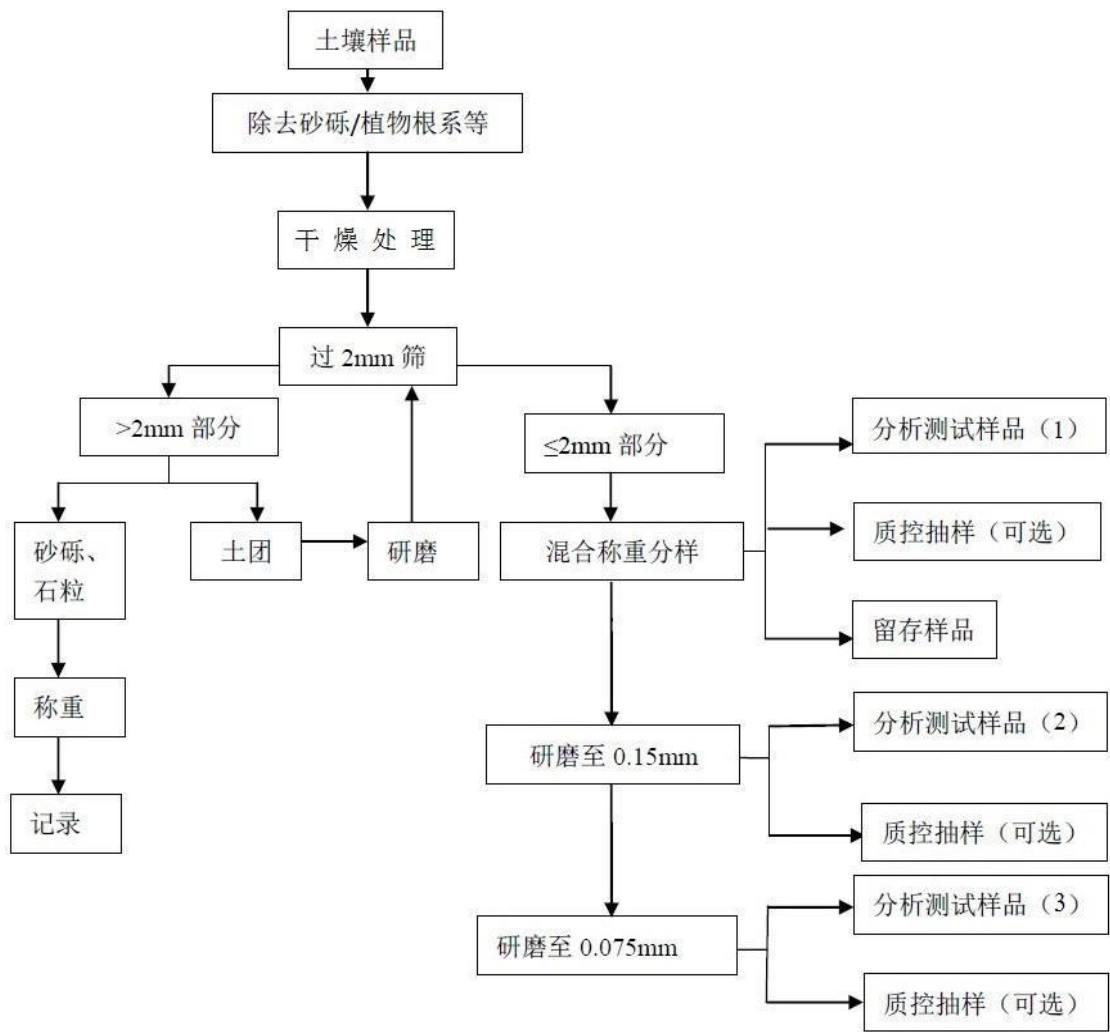 土壤样品
除去砂砾/植物根系等
干燥处理
过 2mm 筛
>2mm 部分
≤2mm 部分
分析测试样品（1）
砂砾、
石粒
土团
研磨
混合称重分样
质控抽样（可选）
留存样品
称重
研磨至 0.15mm
分析测试样品（2）
记录
质控抽样（可选）
研磨至 0.075mm
分析测试样品（3）
质控抽样（可选）